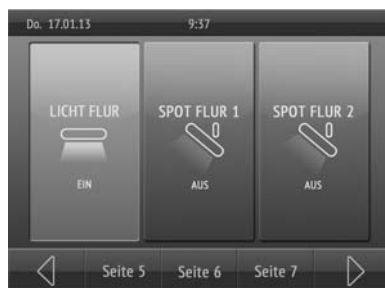 Do. 17.01.13 9:37
LICHT FLUR SPOT FLUR 1 SPOT FLUR 2
EIN AUS AUS
Seite 5 Seite 6 Seite 7